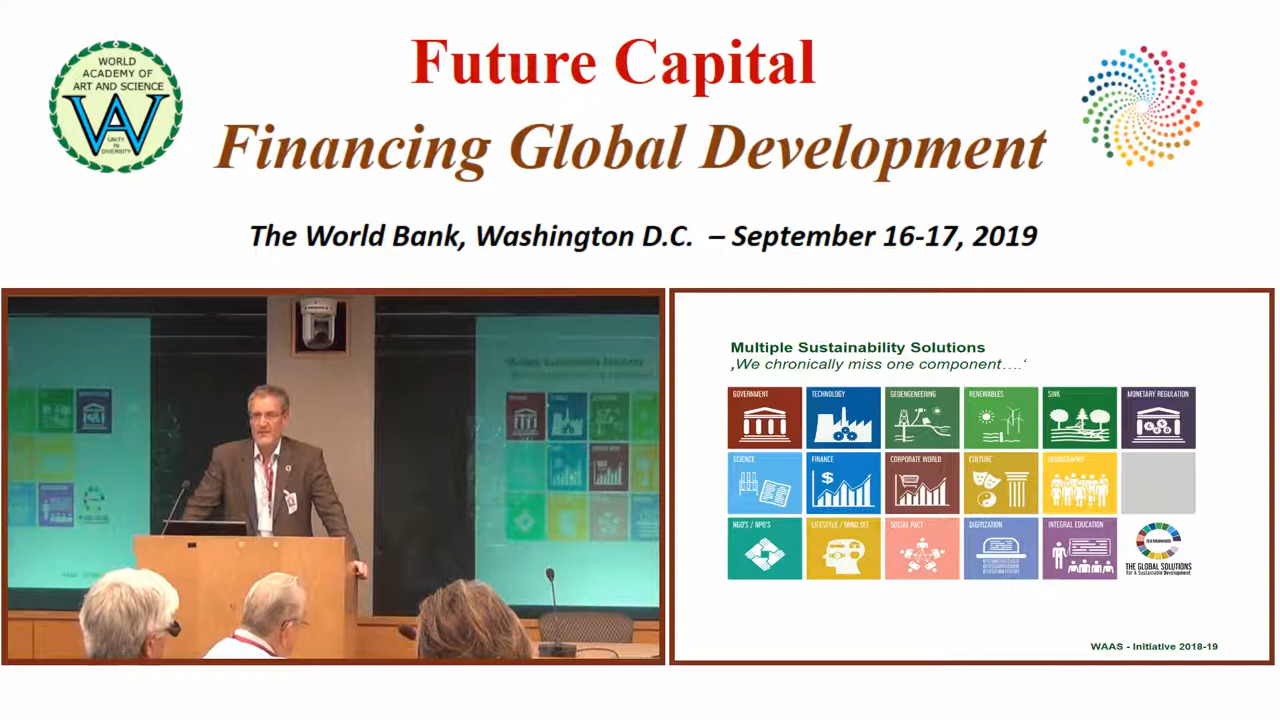 WORLD
ACADEMY OF
ART AND SCIENCE
UNITY
IN
DIVERSITY
Future Capital
Financing Global Development
The World Bank, Washington D.C. – September 16-17, 2019
Multiple Sustainability Solutions
‚We chronically miss one component….‘
GOVERNMENT TECHNOLOGY GEOENGENEERING RENEWABLES SINK MONETARY REGULATION
SCIENCE FINANCE CORPORATE WORLD CULTURE DEMOGRAPHY
NGO'S / NPO'S LIFESTYLE / MIND SET SOCIAL PACT DIGITIZATION INTEGRAL EDUCATION
THE GLOBAL SOLUTIONS
For A Sustainable Development
WAAS - Initiative 2018-19